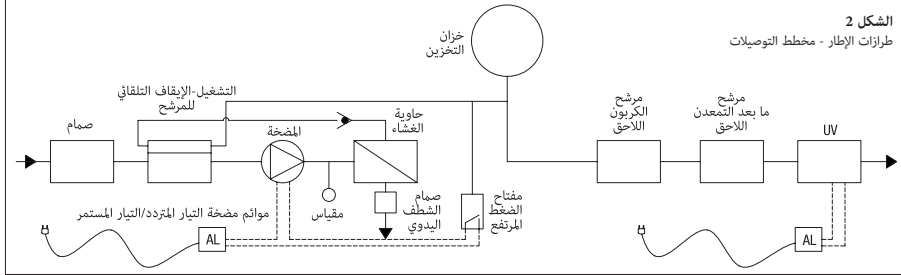 الشكل 2
طرازات الإطار - مخطط التوصيلات
خزان
التخزين
التشغيل-الإيقاف التلقائي
للمرشح
صمام
المضخة
حاوية
الغشاء
مرشح
الكربون
اللاحق
مرشح
ما بعد التمعدن
اللاحق
UV
مقياس
صمام
الشطف
اليدوي
مفتاح
الضغط
المرتفع
موائم مضخة التيار المتردد/التيار المستمر
AL
AL